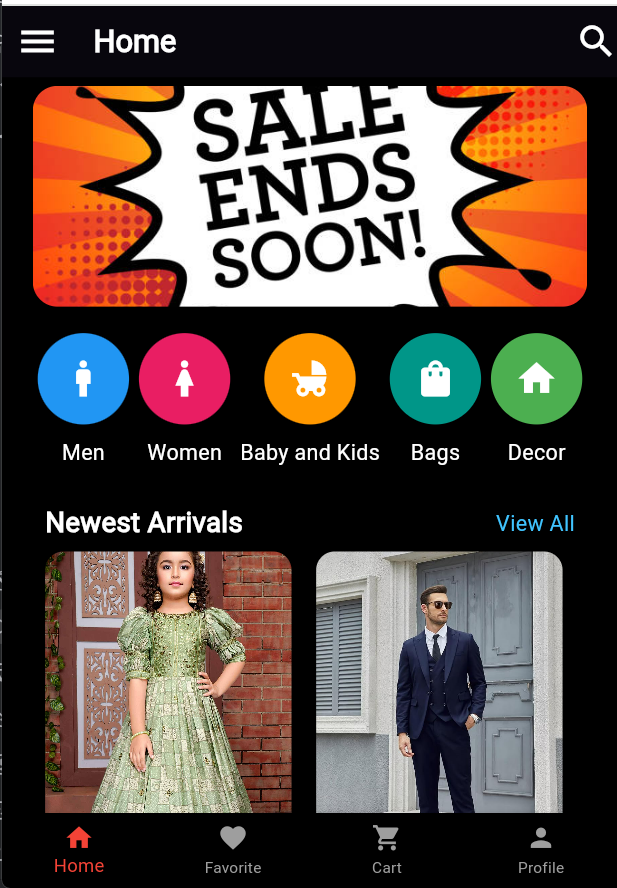 Home
SALE
ENDS
SOON!
Men
Women
Baby and Kids
Bags
Decor
Newest Arrivals
View All
Home
Favorite
Cart
Profile